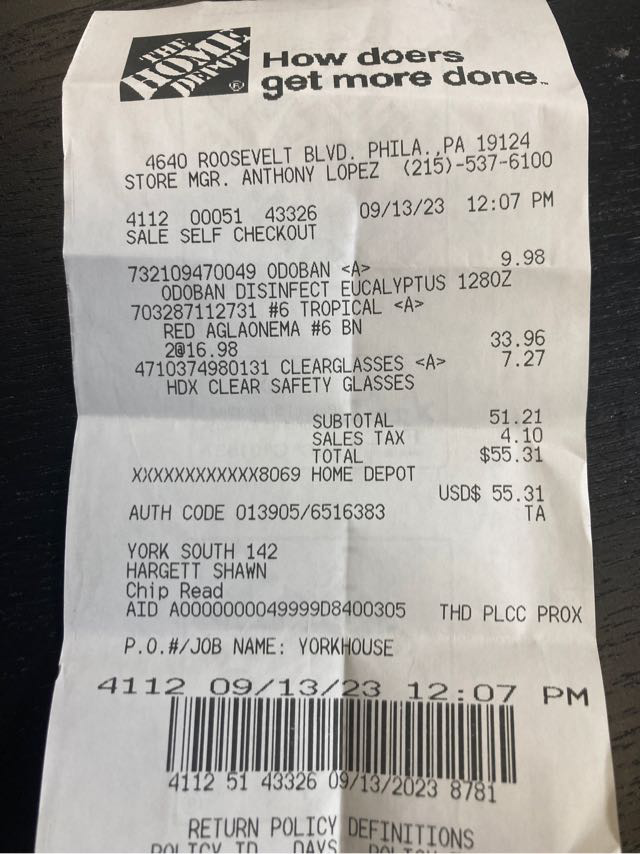 THE
HOME
DEPOT
®
How doers
get more done™
4640 ROOSEVELT BLVD. PHILA.,PA 19124
STORE MGR. ANTHONY LOPEZ (215)-537-6100
4112 00051 43326 09/13/23 12:07 PM
SALE SELF CHECKOUT
732109470049 ODOBAN <A> 9.98
ODOBAN DISINFECT EUCALYPTUS 128OZ
703287112731 #6 TROPICAL <A>
RED AGLAONEMA #6 BN
2@16.98 33.96
4710374980131 CLEARGLASSES <A> 7.27
HDX CLEAR SAFETY GLASSES
SUBTOTAL 51.21
SALES TAX 4.10
TOTAL $55.31
XXXXXXXXXXXX8069 HOME DEPOT
USD$ 55.31
AUTH CODE 013905/6516383 TA
YORK SOUTH 142
HARGETT SHAWN
Chip Read
AID A0000000049999D8400305 THD PLCC PROX
P.O.#/JOB NAME: YORKHOUSE
4112 09/13/23 12:07 PM
4112 51 43326 09/13/2023 8781
RETURN POLICY DEFINITIONS
POLICY ID DAYS